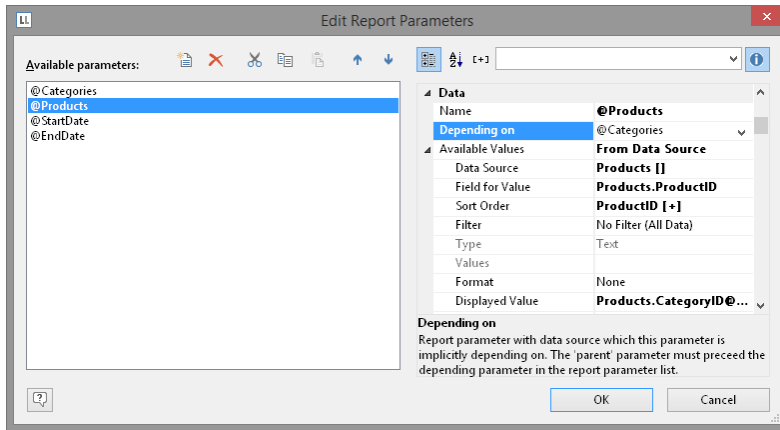 LL
Edit Report Parameters
Available parameters:
[+]
@Categories
@Products
@StartDate
@EndDate
Data
Name @Products
Depending on @Categories
Available Values From Data Source
Data Source Products []
Field for Value Products.ProductID
Sort Order ProductID [+]
Filter No Filter (All Data)
Type Text
Values
Format None
Displayed Value Products.CategoryID@...
Depending on
Report parameter with data source which this parameter is
implicitly depending on. The 'parent' parameter must preceed the
depending parameter in the report parameter list.
OK Cancel